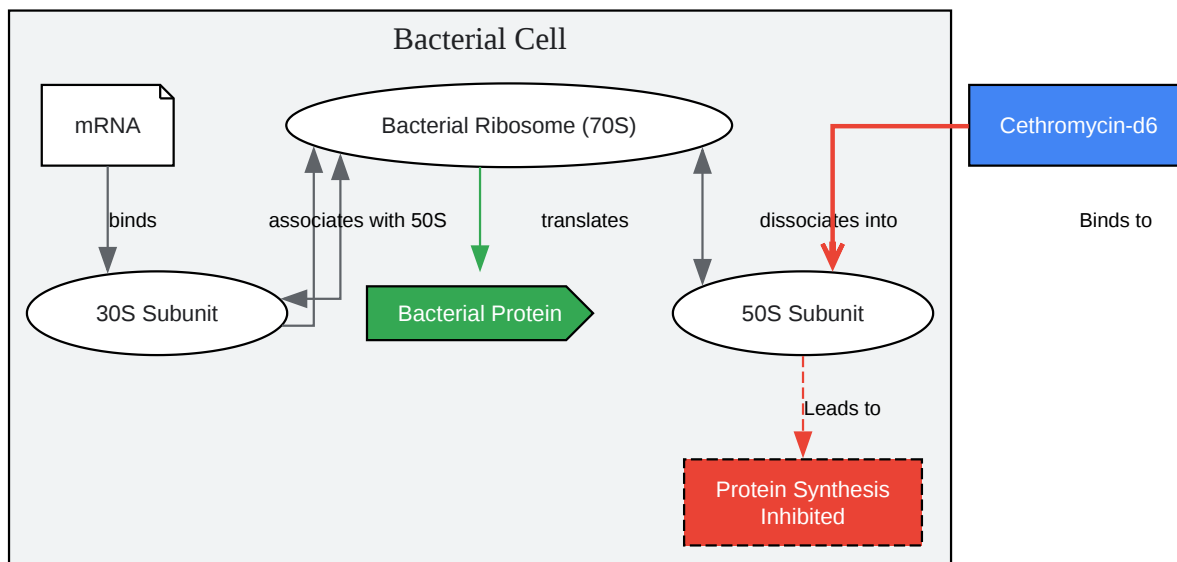 Bacterial Cell
mRNA
Bacterial Ribosome (70S)
Cethromycin-d6
binds
associates with 50S
translates
dissociates into
Binds to
30S Subunit
Bacterial Protein
50S Subunit
Leads to
Protein Synthesis
Inhibited